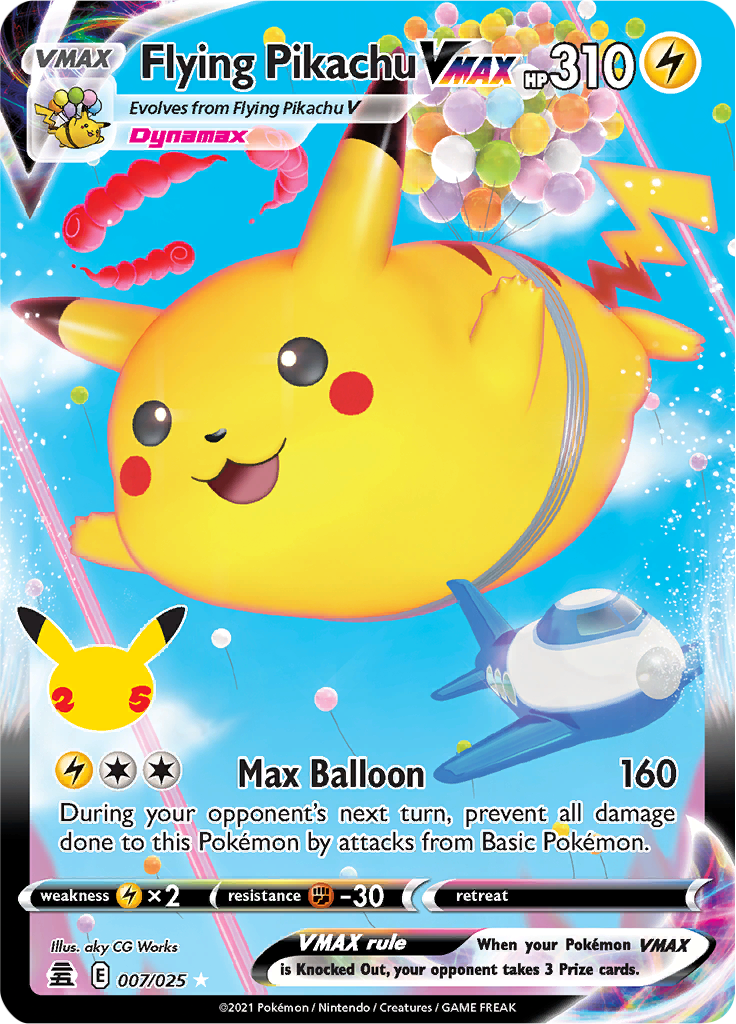 VMAX
Flying Pikachu VMAX HP 310
Evolves from Flying Pikachu V
Dynamax
25
Max Balloon 160
During your opponent's next turn, prevent all damage
done to this Pokémon by attacks from Basic Pokémon.
weakness ×2 resistance -30 retreat
Illus. aky CG Works
VMAX rule When your Pokémon VMAX
is Knocked Out, your opponent takes 3 Prize cards.
E 007/025
©2021 Pokémon / Nintendo / Creatures / GAME FREAK